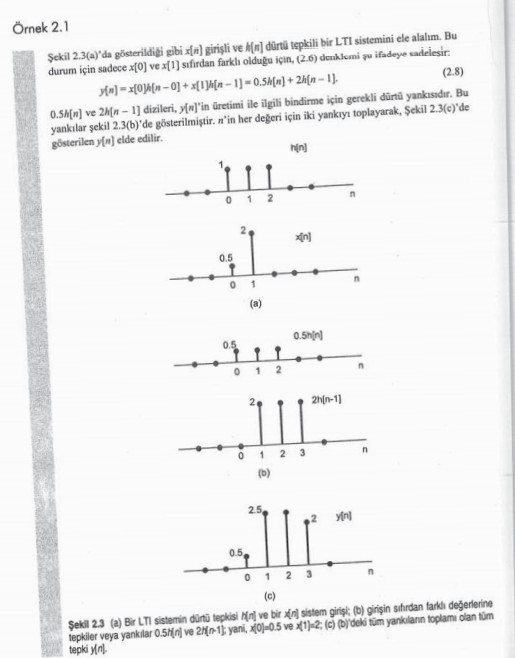 Örnek 2.1
Şekil 2.3(a)'da gösterildiği gibi x[n] girişli ve h[n] dürtü tepkili bir LTI sistemini ele alalım. Bu
durum için sadece x[0] ve x[1] sıfırdan farklı olduğu için, (2.6) denklemi şu ifadeye sadeleşir:
y[n] = x[0]h[n – 0] + x[1]h[n – 1] = 0.5h[n] + 2h[n – 1]. (2.8)
0.5h[n] ve 2h[n – 1] dizileri, y[n]'in üretimi ile ilgili bindirme için gerekli dürtü yankısıdır. Bu
yankılar şekil 2.3(b)'de gösterilmiştir. n'in her değeri için iki yankıyı toplayarak, Şekil 2.3(c)'de
gösterilen y[n] elde edilir.
h[n]
1
0 1 2 n
2 x[n]
0.5
0 1 n
(a)
0.5h[n]
0.5
0 1 2 n
2 2h[n-1]
0 1 2 3 n
(b)
2.5 2 y[n]
0.5
0 1 2 3 n
(c)
Şekil 2.3 (a) Bir LTI sistemin dürtü tepkisi h[n] ve bir x[n] sistem girişi; (b) girişin sıfırdan farklı değerlerine
tepkiler veya yankılar 0.5h[n] ve 2h[n-1]; yani, x[0]=0.5 ve x[1]=2; (c) (b)'deki tüm yankıların toplamı olan tüm
tepki y[n].